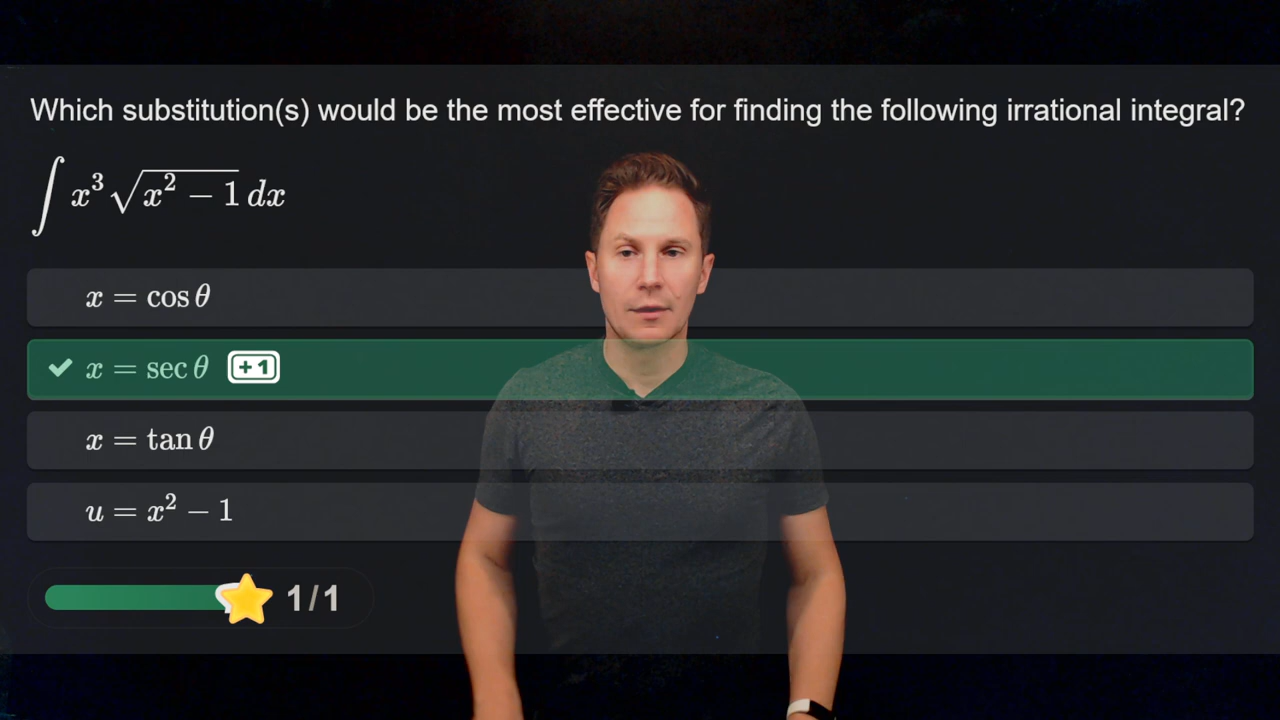 Which substitution(s) would be the most effective for finding the following irrational integral?
∫ x³ √(x² − 1) dx
x = cos θ
x = sec θ +1
x = tan θ
u = x² − 1
1/1